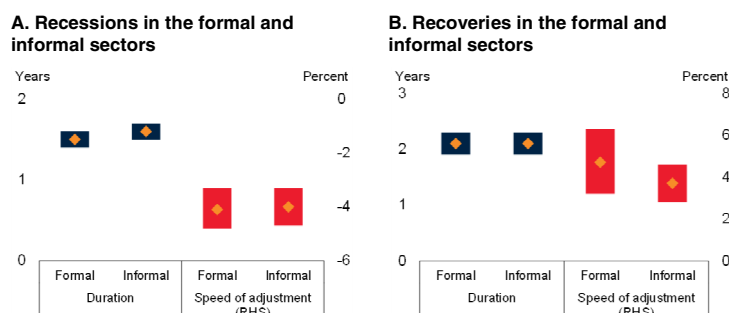 A. Recessions in the formal and
informal sectors
Years
Percent
2
1
0
0
-2
-4
-6
Formal Informal Formal Informal
Duration Speed of adjustment
(RHS)
B. Recoveries in the formal and
informal sectors
Years
Percent
3
2
1
0
8
6
4
2
0
Formal Informal Formal Informal
Duration Speed of adjustment
(RHS)